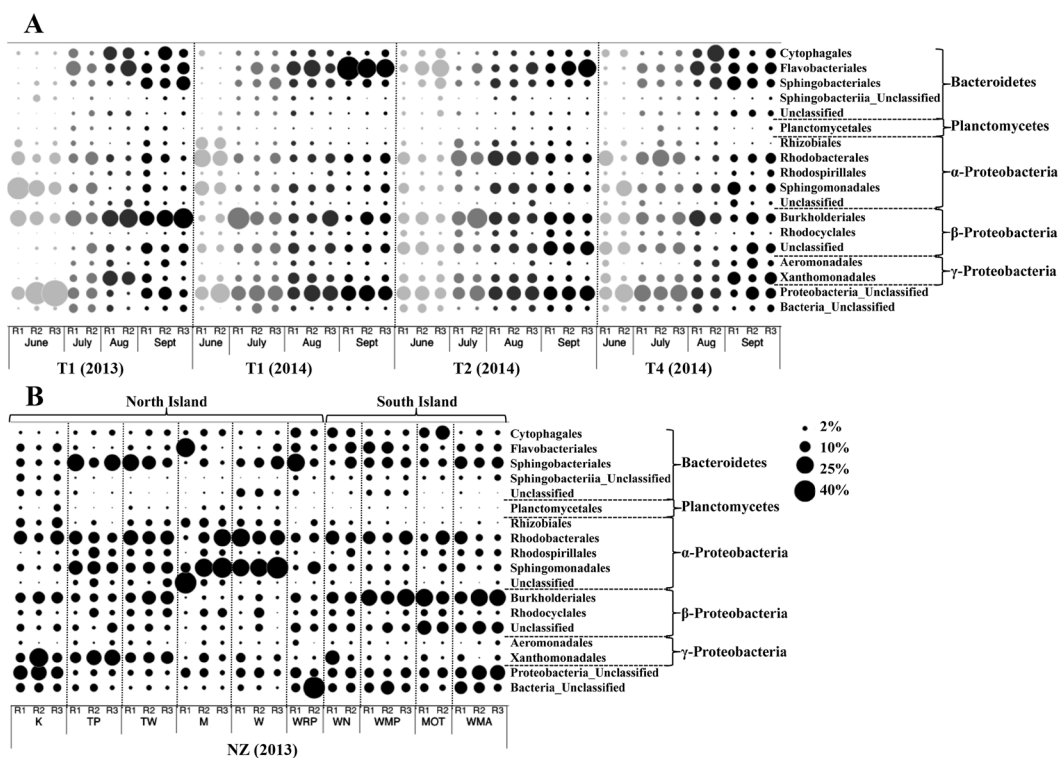 A
Cytophagales
Flavobacteriales
Sphingobacteriales
Sphingobacteriia_Unclassified
Unclassified
Bacteroidetes
Planctomycetales
Planctomycetes
Rhizobiales
Rhodobacterales
Rhodospirillales
Sphingomonadales
Unclassified
α-Proteobacteria
Burkholderiales
Rhodocyclales
Unclassified
β-Proteobacteria
Aeromonadales
Xanthomonadales
γ-Proteobacteria
Proteobacteria_Unclassified
Bacteria_Unclassified
R1 R2 R3 R1 R2 R1 R2 R1 R2 R3 R1 R2 R1 R2 R3 R1 R2 R3 R1 R2 R3 R1 R2 R3 R1 R2 R1 R2 R3 R1 R2 R3 R1 R2 R1 R2 R3 R1 R2 R1 R2 R3
June July Aug Sept June July Aug Sept June July Aug Sept June July Aug Sept
T1 (2013) T1 (2014) T2 (2014) T4 (2014)
B
North Island South Island
Cytophagales
Flavobacteriales
Sphingobacteriales
Sphingobacteriia_Unclassified
Unclassified
Bacteroidetes
Planctomycetales
Planctomycetes
Rhizobiales
Rhodobacterales
Rhodospirillales
Sphingomonadales
Unclassified
α-Proteobacteria
Burkholderiales
Rhodocyclales
Unclassified
β-Proteobacteria
Aeromonadales
Xanthomonadales
γ-Proteobacteria
Proteobacteria_Unclassified
Bacteria_Unclassified
2%
10%
25%
40%
R1 R2 R3 R1 R2 R3 R1 R2 R3 R1 R2 R3 R1 R2 R3 R1 R2 R1 R2 R1 R2 R3 R1 R2 R1 R2 R3
K TP TW M W WRP WN WMP MOT WMA
NZ (2013)